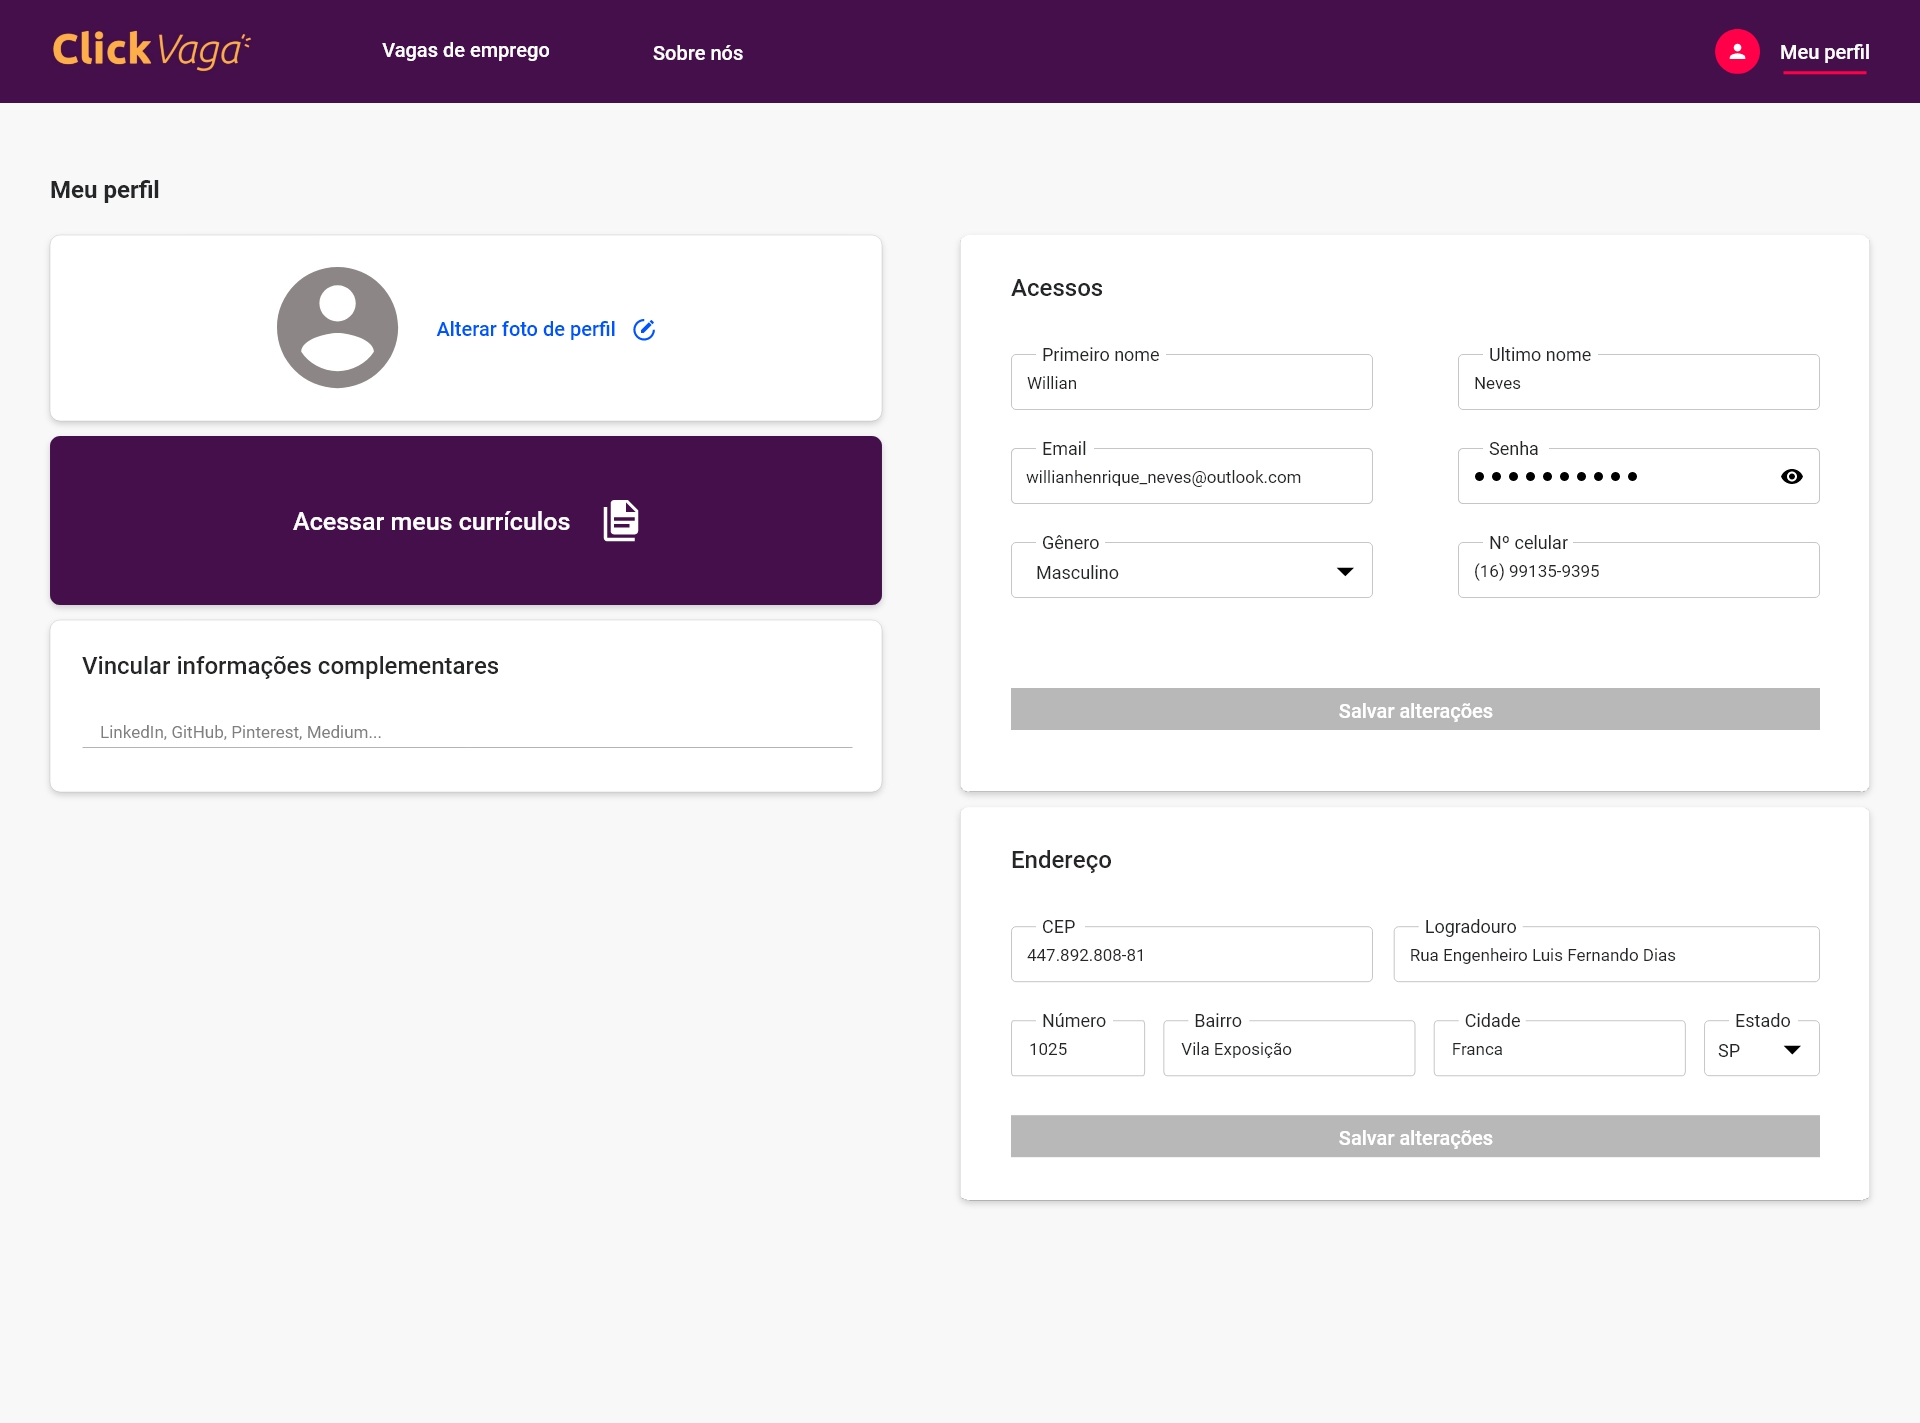 ClickVaga
Vagas de emprego
Sobre nós
Meu perfil
Meu perfil
Alterar foto de perfil
Acessar meus currículos
Vincular informações complementares
LinkedIn, GitHub, Pinterest, Medium...
Acessos
Primeiro nome
Willian
Ultimo nome
Neves
Email
willianhenrique_neves@outlook.com
Senha
Gênero
Masculino
Nº celular
(16) 99135-9395
Salvar alterações
Endereço
CEP
447.892.808-81
Logradouro
Rua Engenheiro Luis Fernando Dias
Número
1025
Bairro
Vila Exposição
Cidade
Franca
Estado
SP
Salvar alterações